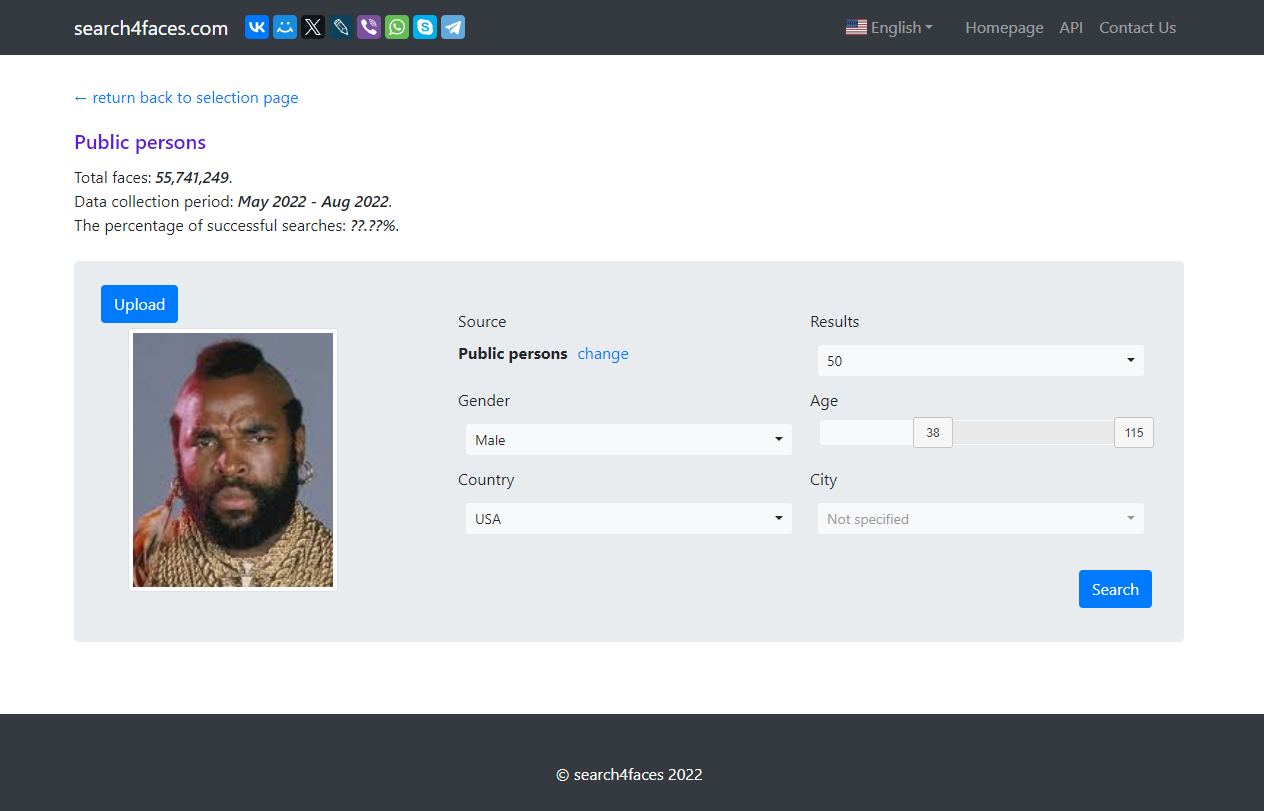 search4faces.com
English
Homepage
API
Contact Us
← return back to selection page
Public persons
Total faces: 55,741,249.
Data collection period: May 2022 - Aug 2022.
The percentage of successful searches: ??.??%.
Upload
Source
Public persons change
Results
50
Gender
Male
Age
38
115
Country
USA
City
Not specified
Search
© search4faces 2022